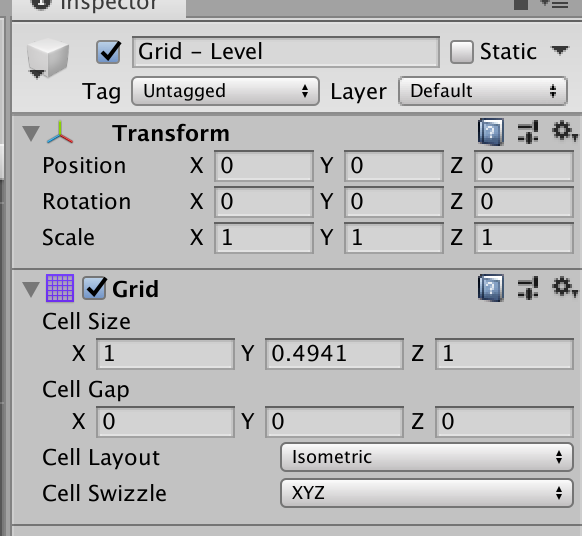 Inspector
Grid – Level
Static
Tag Untagged Layer Default
Transform
Position X 0 Y 0 Z 0
Rotation X 0 Y 0 Z 0
Scale X 1 Y 1 Z 1
Grid
Cell Size
X 1 Y 0.4941 Z 1
Cell Gap
X 0 Y 0 Z 0
Cell Layout Isometric
Cell Swizzle XYZ